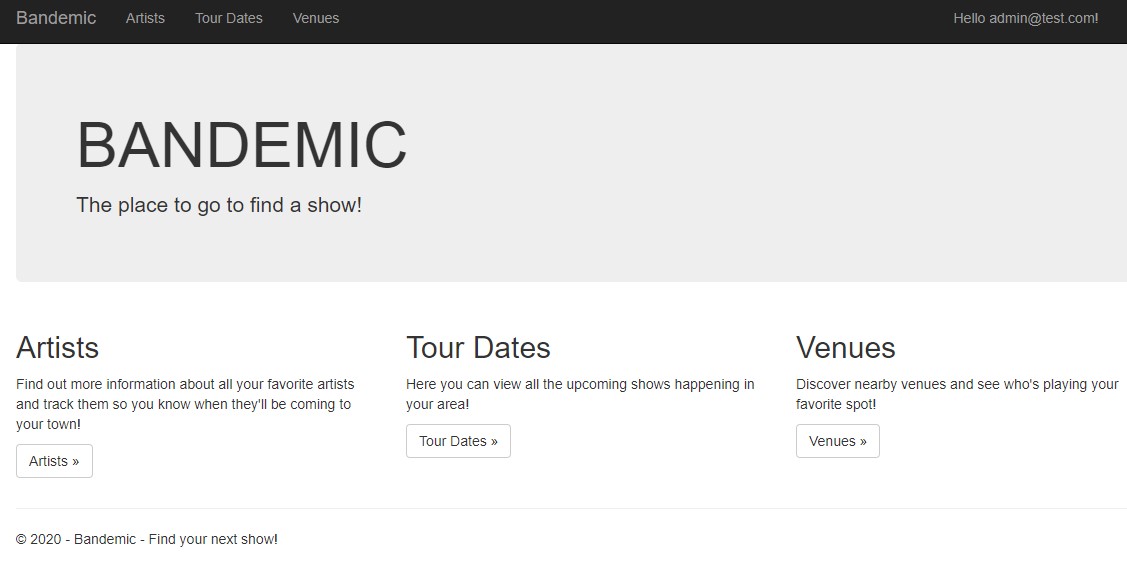 Bandemic Artists Tour Dates Venues Hello admin@test.com!
BANDEMIC
The place to go to find a show!
Artists
Find out more information about all your favorite artists
and track them so you know when they'll be coming to
your town!
Artists »
Tour Dates
Here you can view all the upcoming shows happening in
your area!
Tour Dates »
Venues
Discover nearby venues and see who's playing your
favorite spot!
Venues »
© 2020 - Bandemic - Find your next show!